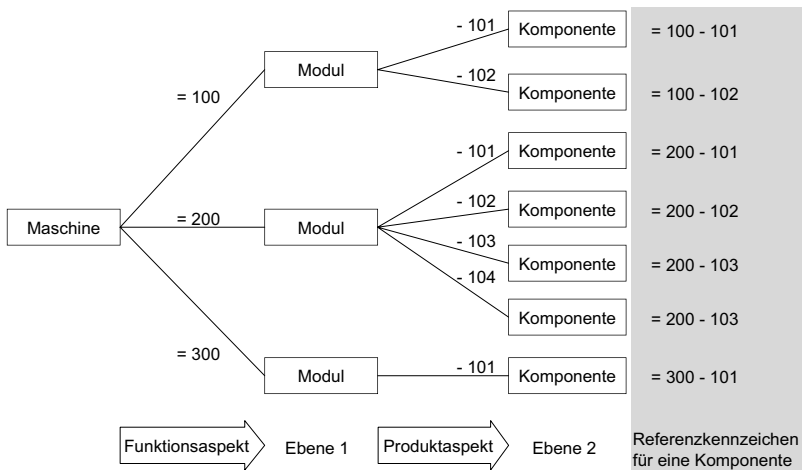 - 101 Komponente = 100 - 101
Modul
- 102 Komponente = 100 - 102
= 100
- 101 Komponente = 200 - 101
- 102 Komponente = 200 - 102
Maschine = 200 Modul
- 103 Komponente = 200 - 103
- 104
Komponente = 200 - 103
= 300
Modul - 101 Komponente = 300 - 101
Funktionsaspekt Ebene 1 Produktaspekt Ebene 2 Referenzkennzeichen
für eine Komponente